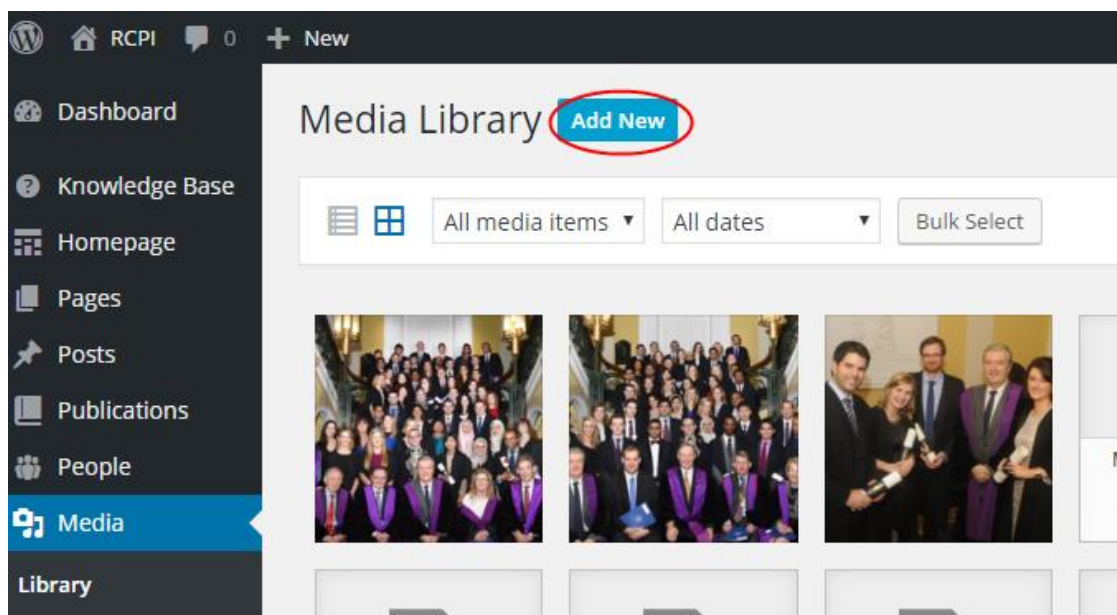 RCPI 0 + New
Dashboard
Media Library Add New
Knowledge Base
All media items All dates Bulk Select
Homepage
Pages
Posts
Publications
People
Media
Library